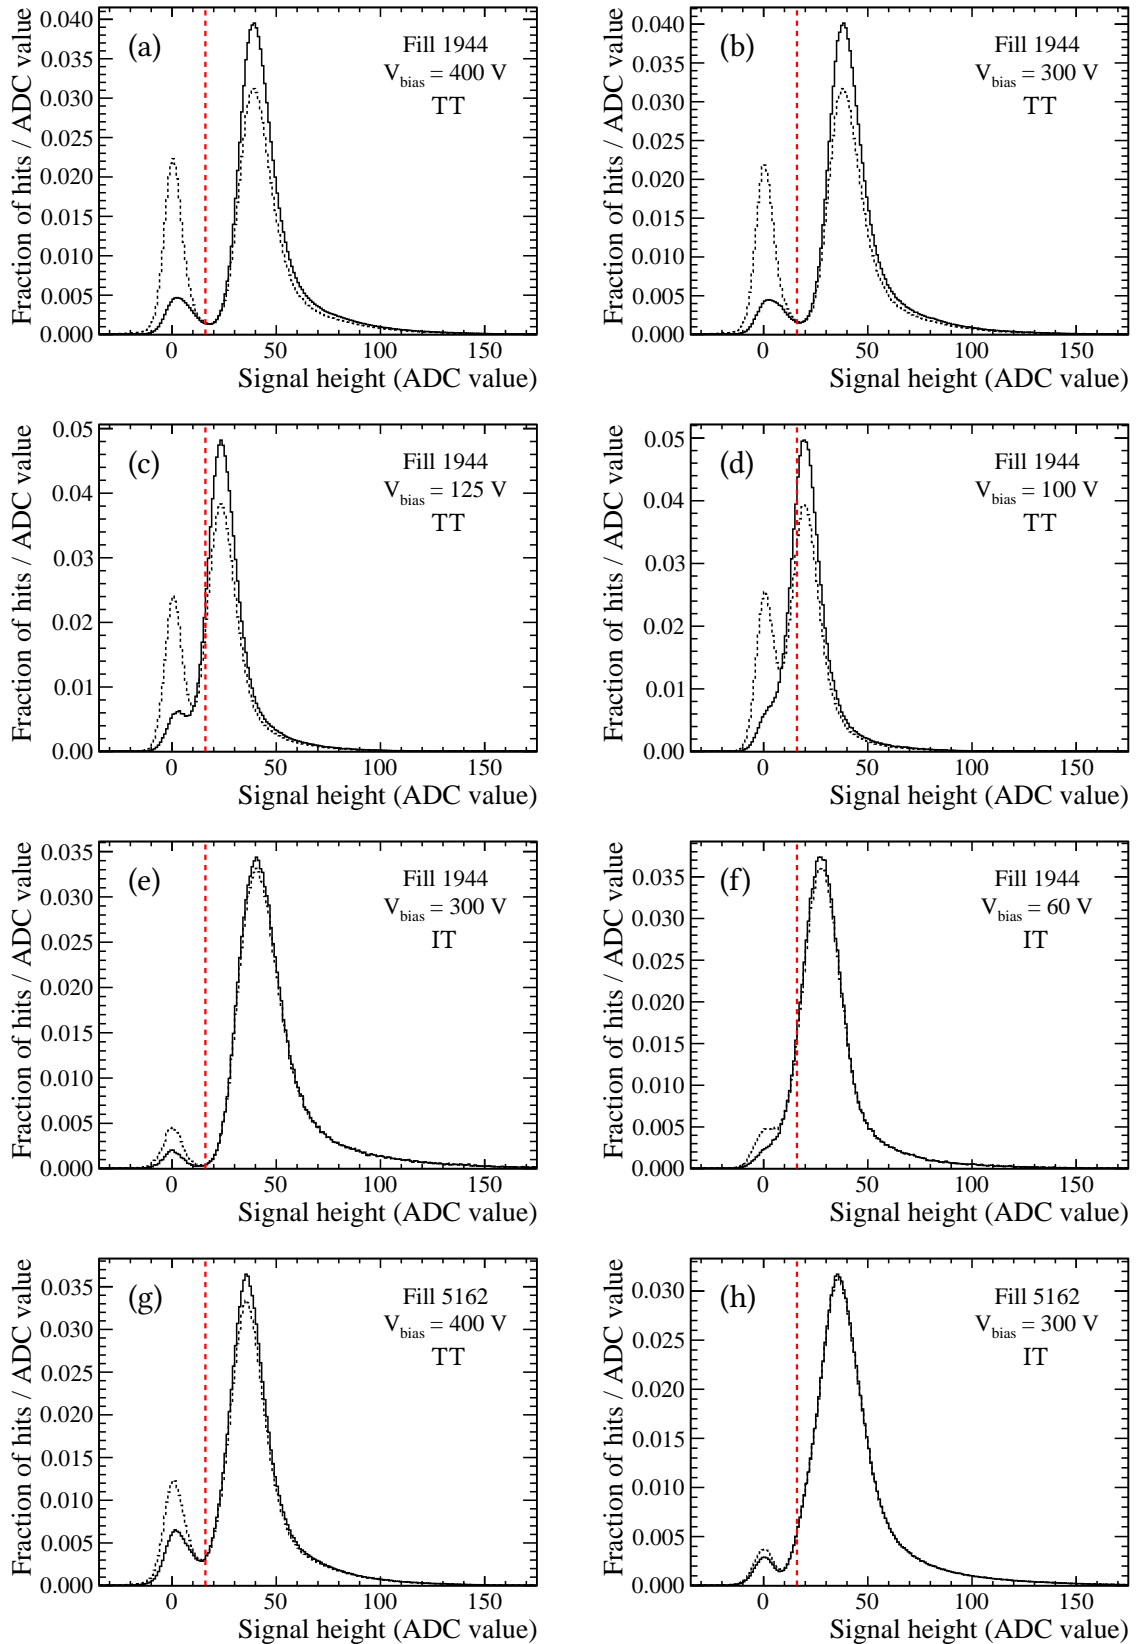 (a)
Fill 1944
V_bias = 400 V
TT
Fraction of hits / ADC value
0.040
0.035
0.030
0.025
0.020
0.015
0.010
0.005
0.000
0 50 100 150
Signal height (ADC value)
(b)
Fill 1944
V_bias = 300 V
TT
Fraction of hits / ADC value
0.040
0.035
0.030
0.025
0.020
0.015
0.010
0.005
0.000
0 50 100 150
Signal height (ADC value)
(c)
Fill 1944
V_bias = 125 V
TT
Fraction of hits / ADC value
0.05
0.04
0.03
0.02
0.01
0.00
0 50 100 150
Signal height (ADC value)
(d)
Fill 1944
V_bias = 100 V
TT
Fraction of hits / ADC value
0.05
0.04
0.03
0.02
0.01
0.00
0 50 100 150
Signal height (ADC value)
(e)
Fill 1944
V_bias = 300 V
IT
Fraction of hits / ADC value
0.035
0.030
0.025
0.020
0.015
0.010
0.005
0.000
0 50 100 150
Signal height (ADC value)
(f)
Fill 1944
V_bias = 60 V
IT
Fraction of hits / ADC value
0.035
0.030
0.025
0.020
0.015
0.010
0.005
0.000
0 50 100 150
Signal height (ADC value)
(g)
Fill 5162
V_bias = 400 V
TT
Fraction of hits / ADC value
0.035
0.030
0.025
0.020
0.015
0.010
0.005
0.000
0 50 100 150
Signal height (ADC value)
(h)
Fill 5162
V_bias = 300 V
IT
Fraction of hits / ADC value
0.030
0.025
0.020
0.015
0.010
0.005
0.000
0 50 100 150
Signal height (ADC value)